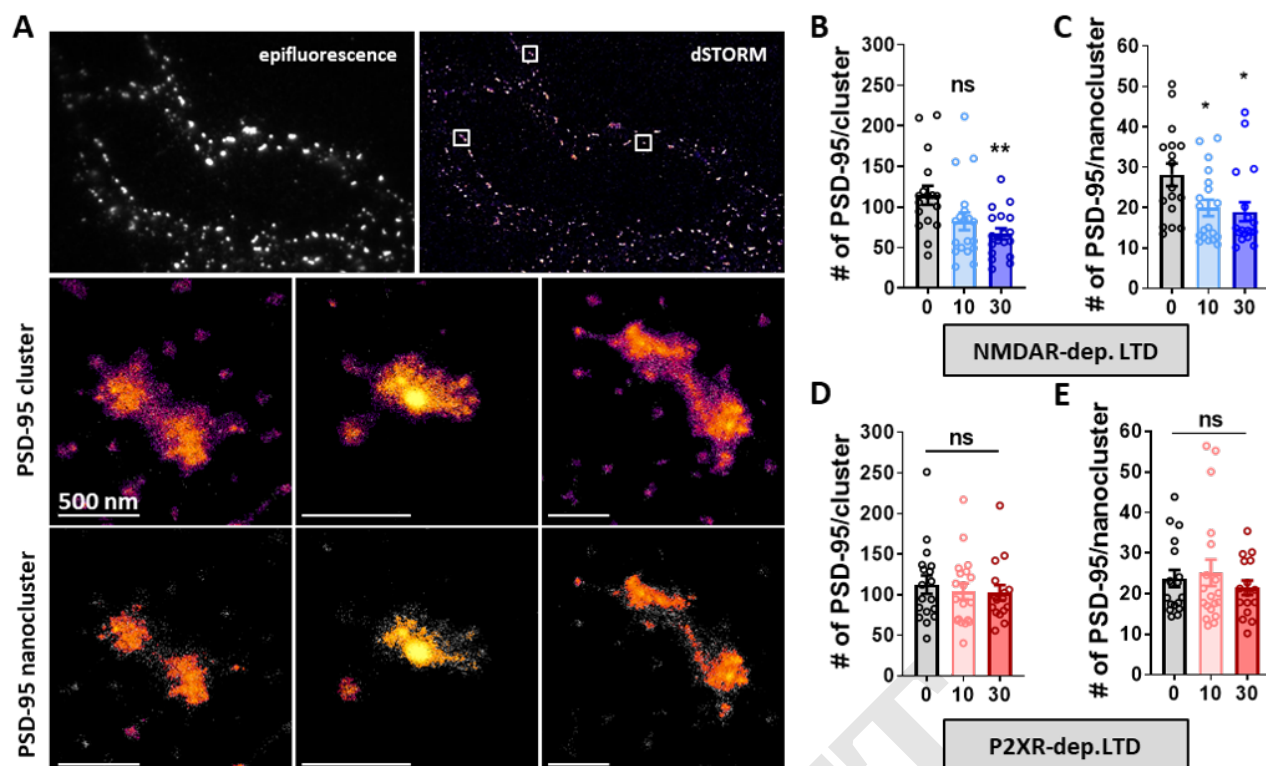 A
epifluorescence
dSTORM
PSD-95 cluster
500 nm
PSD-95 nanocluster
B
# of PSD-95/cluster
300
250
200
150
100
50
0
ns
**
0 10 30
C
# of PSD-95/nanocluster
60
50
40
30
20
10
0
*
*
0 10 30
NMDAR-dep. LTD
D
# of PSD-95/cluster
300
250
200
150
100
50
0
ns
0 10 30
E
# of PSD-95/nanocluster
60
50
40
30
20
10
0
ns
0 10 30
P2XR-dep.LTD